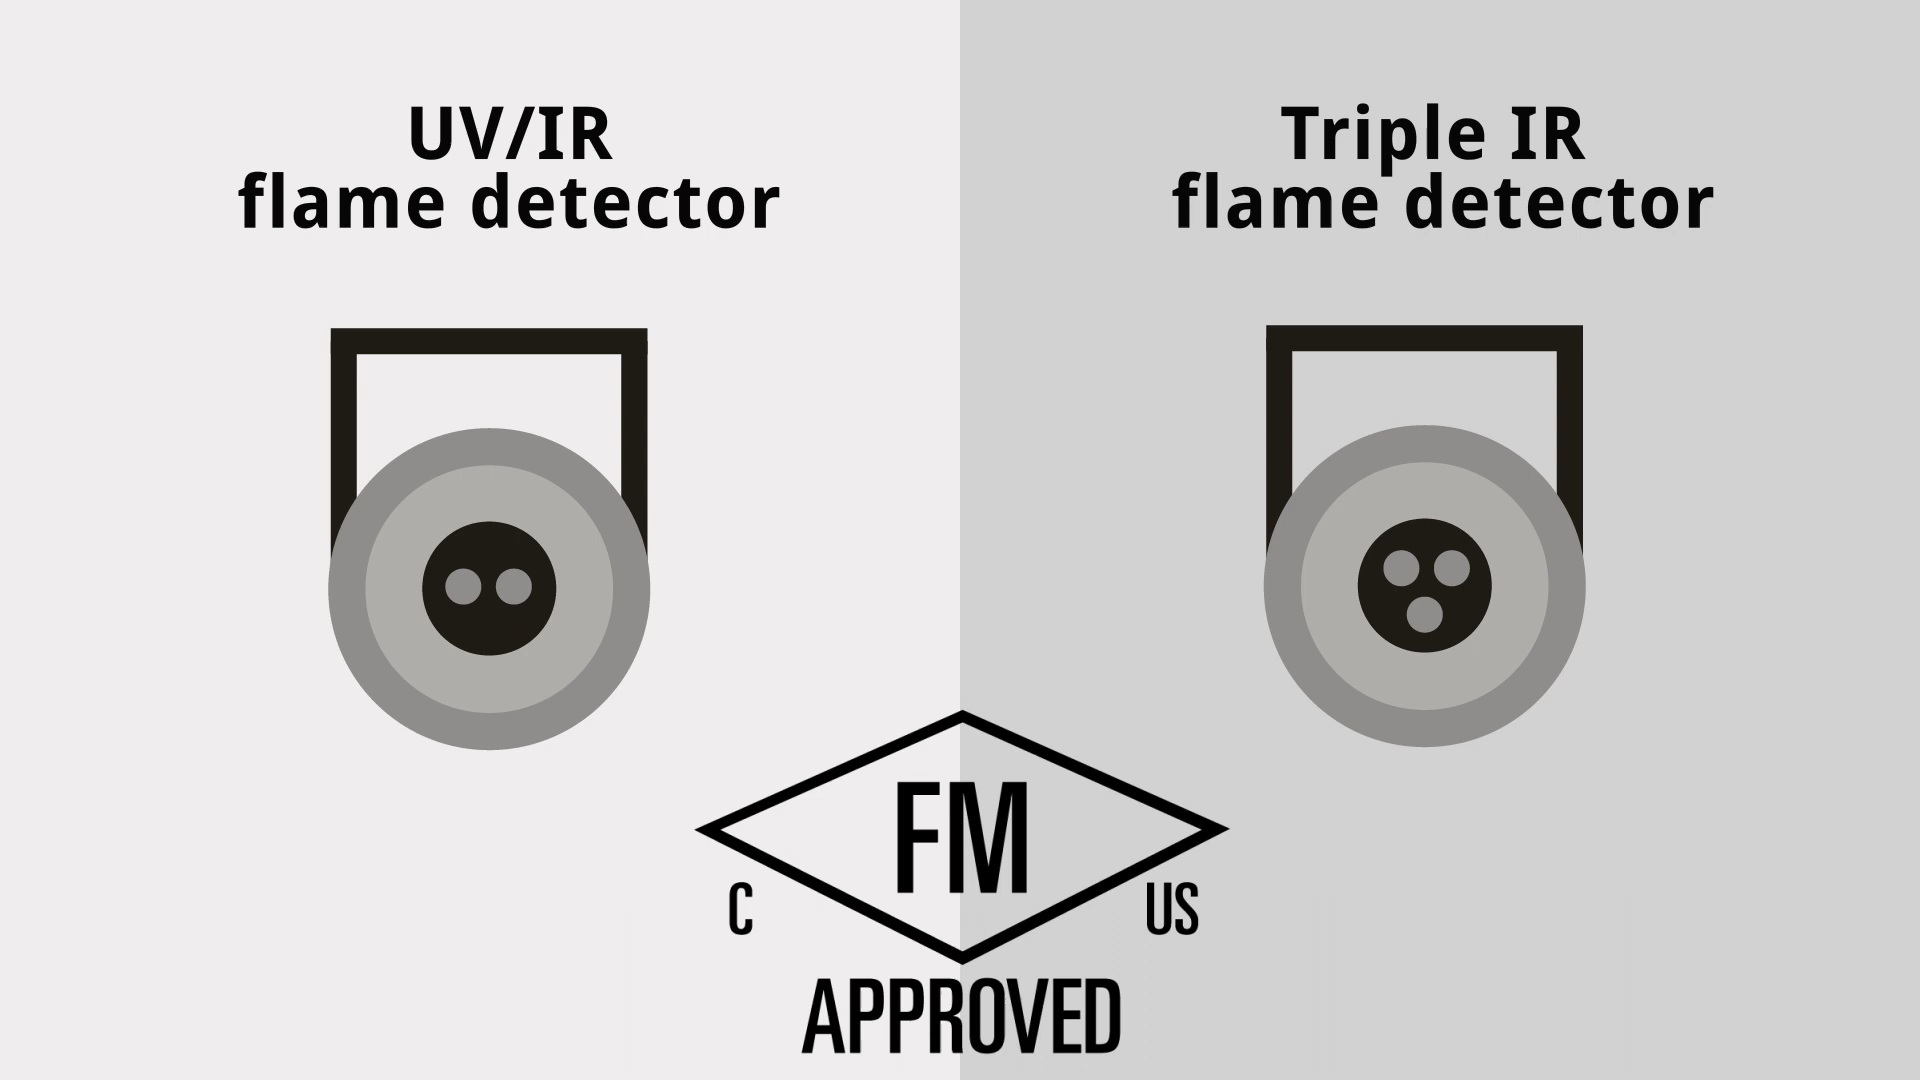 UV/IR
flame detector
Triple IR
flame detector
FM
C
US
APPROVED